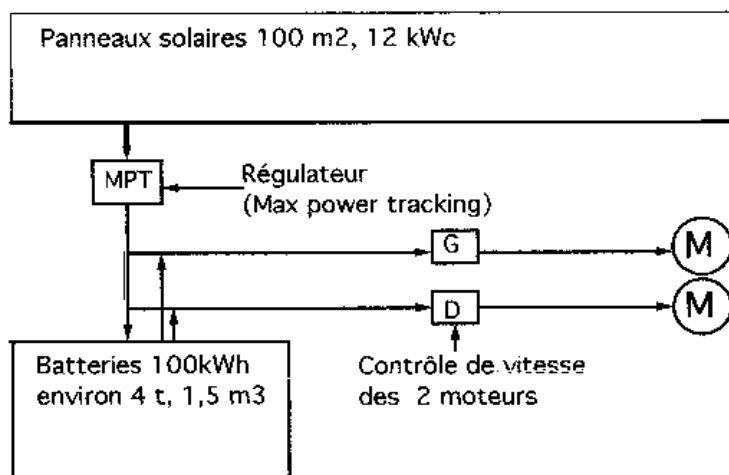 Panneaux solaires 100 m2, 12 kWc
MPT
Régulateur
(Max power tracking)
G
M
D
M
Batteries 100kWh
environ 4 t, 1,5 m3
Contrôle de vitesse
des 2 moteurs